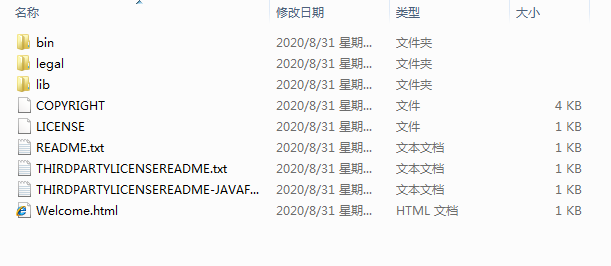 名称 修改日期 类型 大小
bin 2020/8/31 星期... 文件夹
legal 2020/8/31 星期... 文件夹
lib 2020/8/31 星期... 文件夹
COPYRIGHT 2020/8/31 星期... 文件 4 KB
LICENSE 2020/8/31 星期... 文件 1 KB
README.txt 2020/8/31 星期... 文本文档 1 KB
THIRDPARTYLICENSEREADME.txt 2020/8/31 星期... 文本文档 1 KB
THIRDPARTYLICENSEREADME-JAVAF... 2020/8/31 星期... 文本文档 1 KB
Welcome.html 2020/8/31 星期... HTML 文档 1 KB